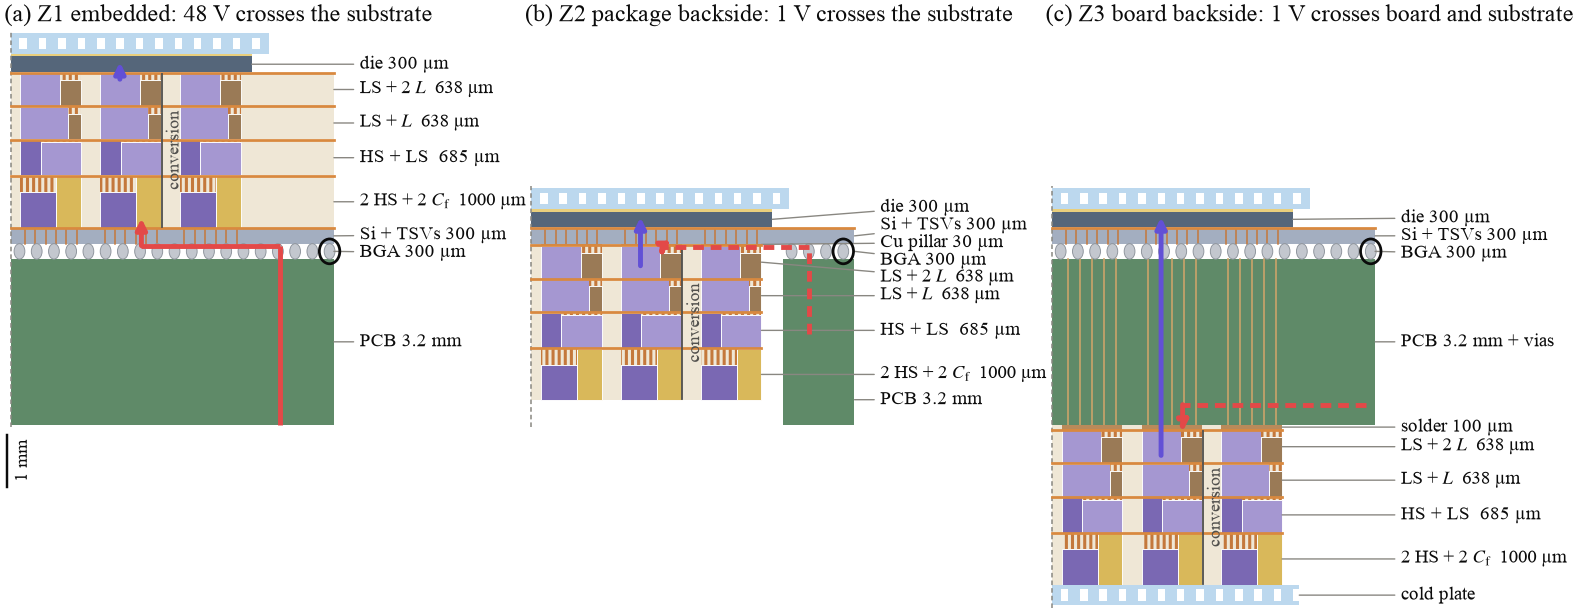 (a) Z1 embedded: 48 V crosses the substrate
die 300 µm
LS + 2 L 638 µm
LS + L 638 µm
HS + LS 685 µm
2 HS + 2 Cf 1000 µm
Si + TSVs 300 µm
BGA 300 µm
PCB 3.2 mm
conversion
1 mm
(b) Z2 package backside: 1 V crosses the substrate
die 300 µm
Si + TSVs 300 µm
Cu pillar 30 µm
BGA 300 µm
LS + 2 L 638 µm
LS + L 638 µm
HS + LS 685 µm
2 HS + 2 Cf 1000 µm
PCB 3.2 mm
conversion
(c) Z3 board backside: 1 V crosses board and substrate
die 300 µm
Si + TSVs 300 µm
BGA 300 µm
PCB 3.2 mm + vias
solder 100 µm
LS + 2 L 638 µm
LS + L 638 µm
HS + LS 685 µm
2 HS + 2 Cf 1000 µm
cold plate
conversion